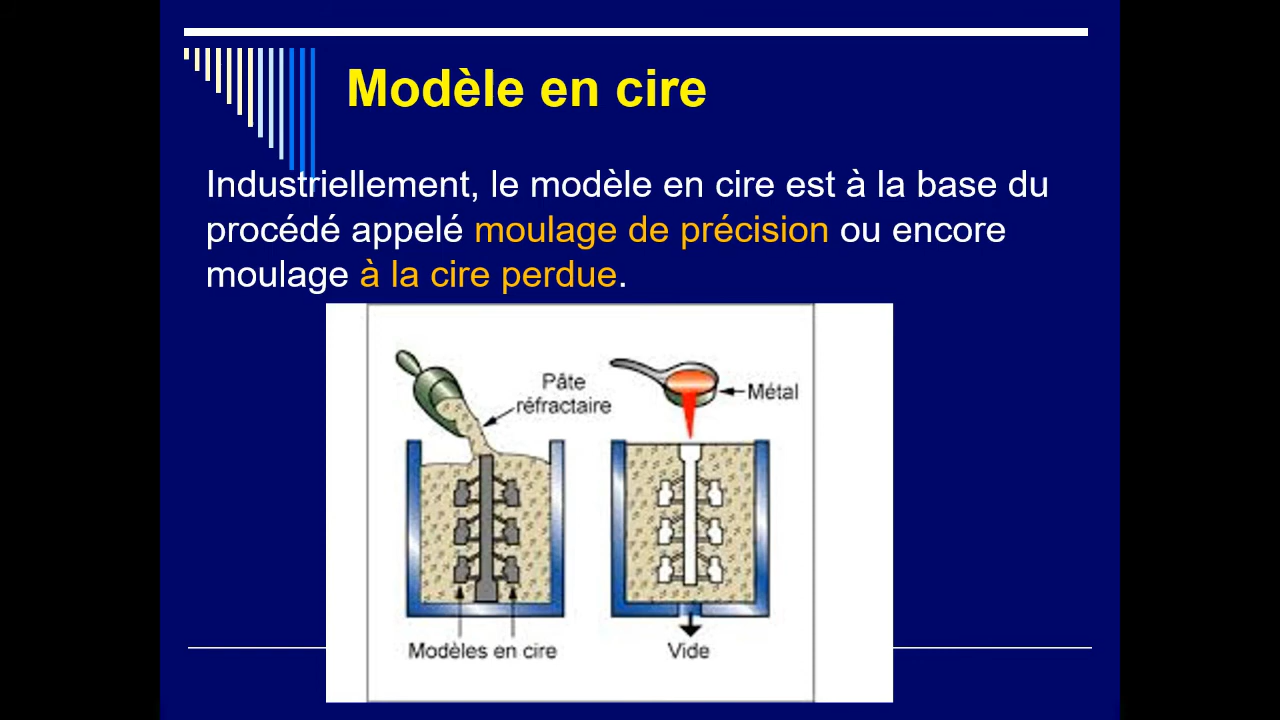 Modèle en cire
Industriellement, le modèle en cire est à la base du
procédé appelé moulage de précision ou encore
moulage à la cire perdue.
Pâte
réfractaire
Métal
Modèles en cire
Vide